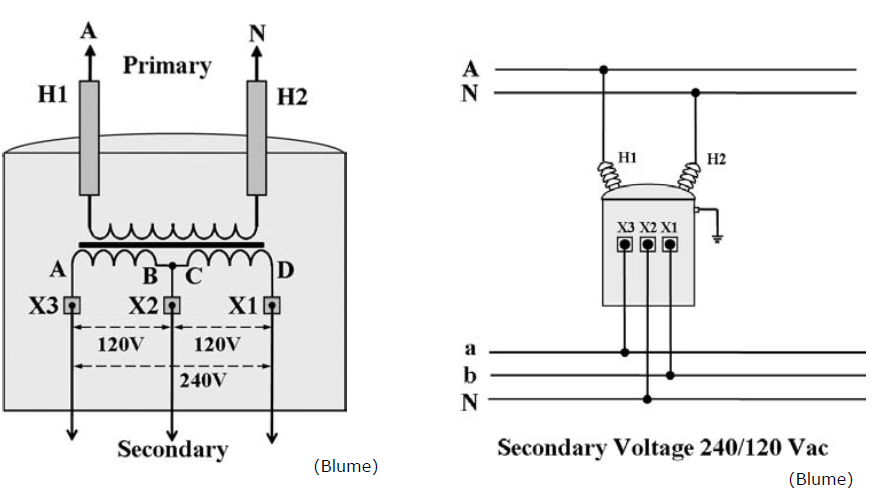 A
N
Primary
H1
H2
A
B
C
D
X3
X2
X1
120V
120V
240V
Secondary
(Blume)
A
N
H1
H2
X3 X2 X1
a
b
N
Secondary Voltage 240/120 Vac
(Blume)